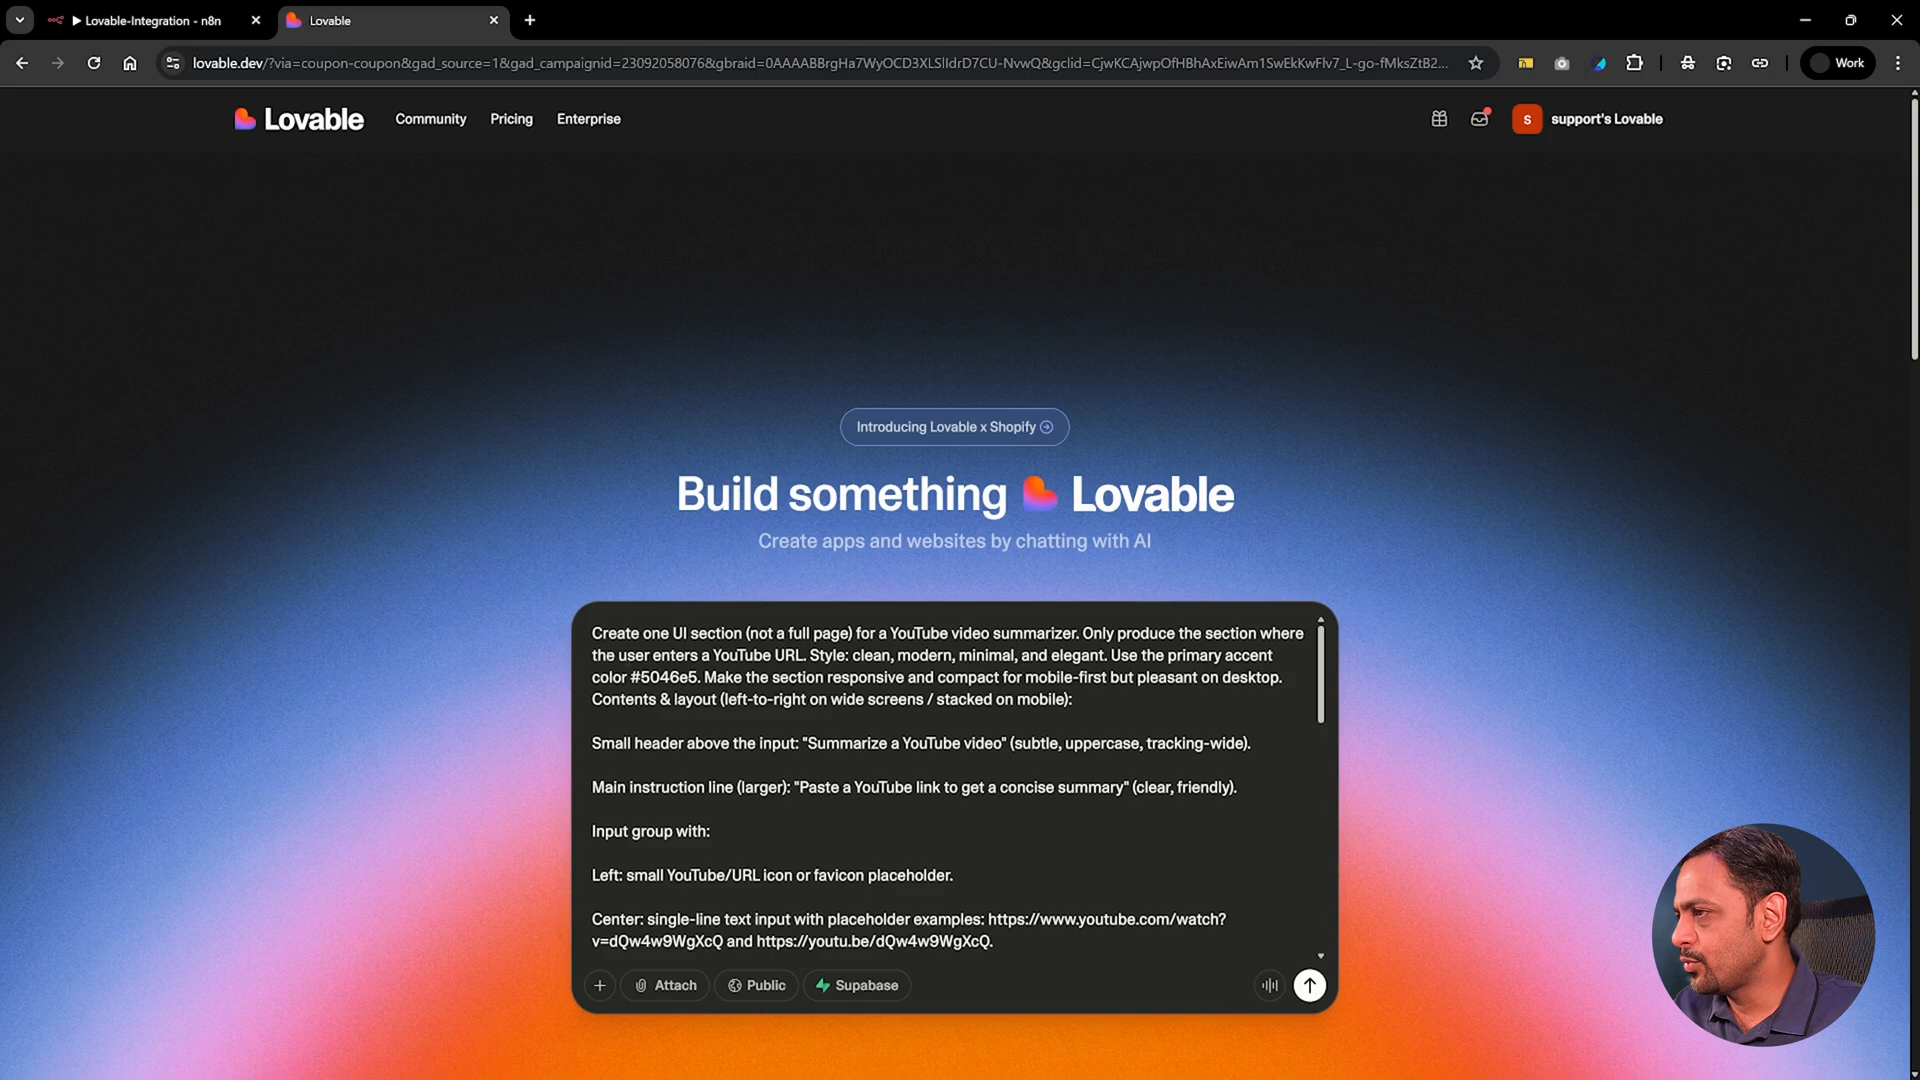 ▶ Lovable-Integration - n8n
Lovable
lovable.dev/?via=coupon-coupon&gad_source=1&gad_campaignid=23092058076&gbraid=0AAAABBrgHa7WyOCD3XLSlIdrD7CU-NvwQ&gclid=CjwKCAjwpOfHBhAxEiwAm1SwEkKwFlv7_L-go-fMksZtB2...
Work
Lovable
Community
Pricing
Enterprise
S
support's Lovable
Introducing Lovable x Shopify
Build something Lovable
Create apps and websites by chatting with AI
Create one UI section (not a full page) for a YouTube video summarizer. Only produce the section where
the user enters a YouTube URL. Style: clean, modern, minimal, and elegant. Use the primary accent
color #5046e5. Make the section responsive and compact for mobile-first but pleasant on desktop.
Contents & layout (left-to-right on wide screens / stacked on mobile):
Small header above the input: "Summarize a YouTube video" (subtle, uppercase, tracking-wide).
Main instruction line (larger): "Paste a YouTube link to get a concise summary" (clear, friendly).
Input group with:
Left: small YouTube/URL icon or favicon placeholder.
Center: single-line text input with placeholder examples: https://www.youtube.com/watch?
v=dQw4w9WgXcQ and https://youtu.be/dQw4w9WgXcQ.
Attach
Public
Supabase